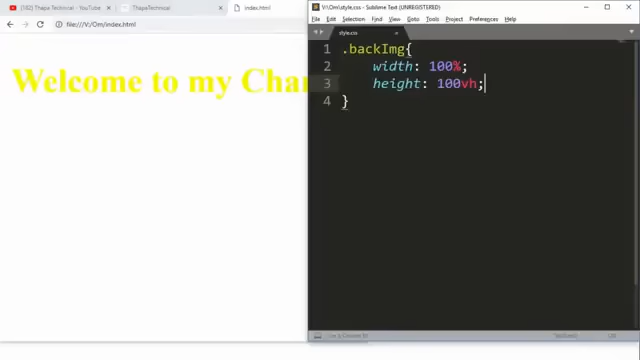 (182) Thapa Technical - YouTube
ThapaTechnical
index.html
file:///V:/Om/index.html
Welcome to my Chan
V:\Om\style.css - Sublime Text (UNREGISTERED)
File Edit Selection Find View Goto Tools Project Preferences Help
style.css
1 .backImg{
2 width: 100%;
3 height: 100vh;
4 }